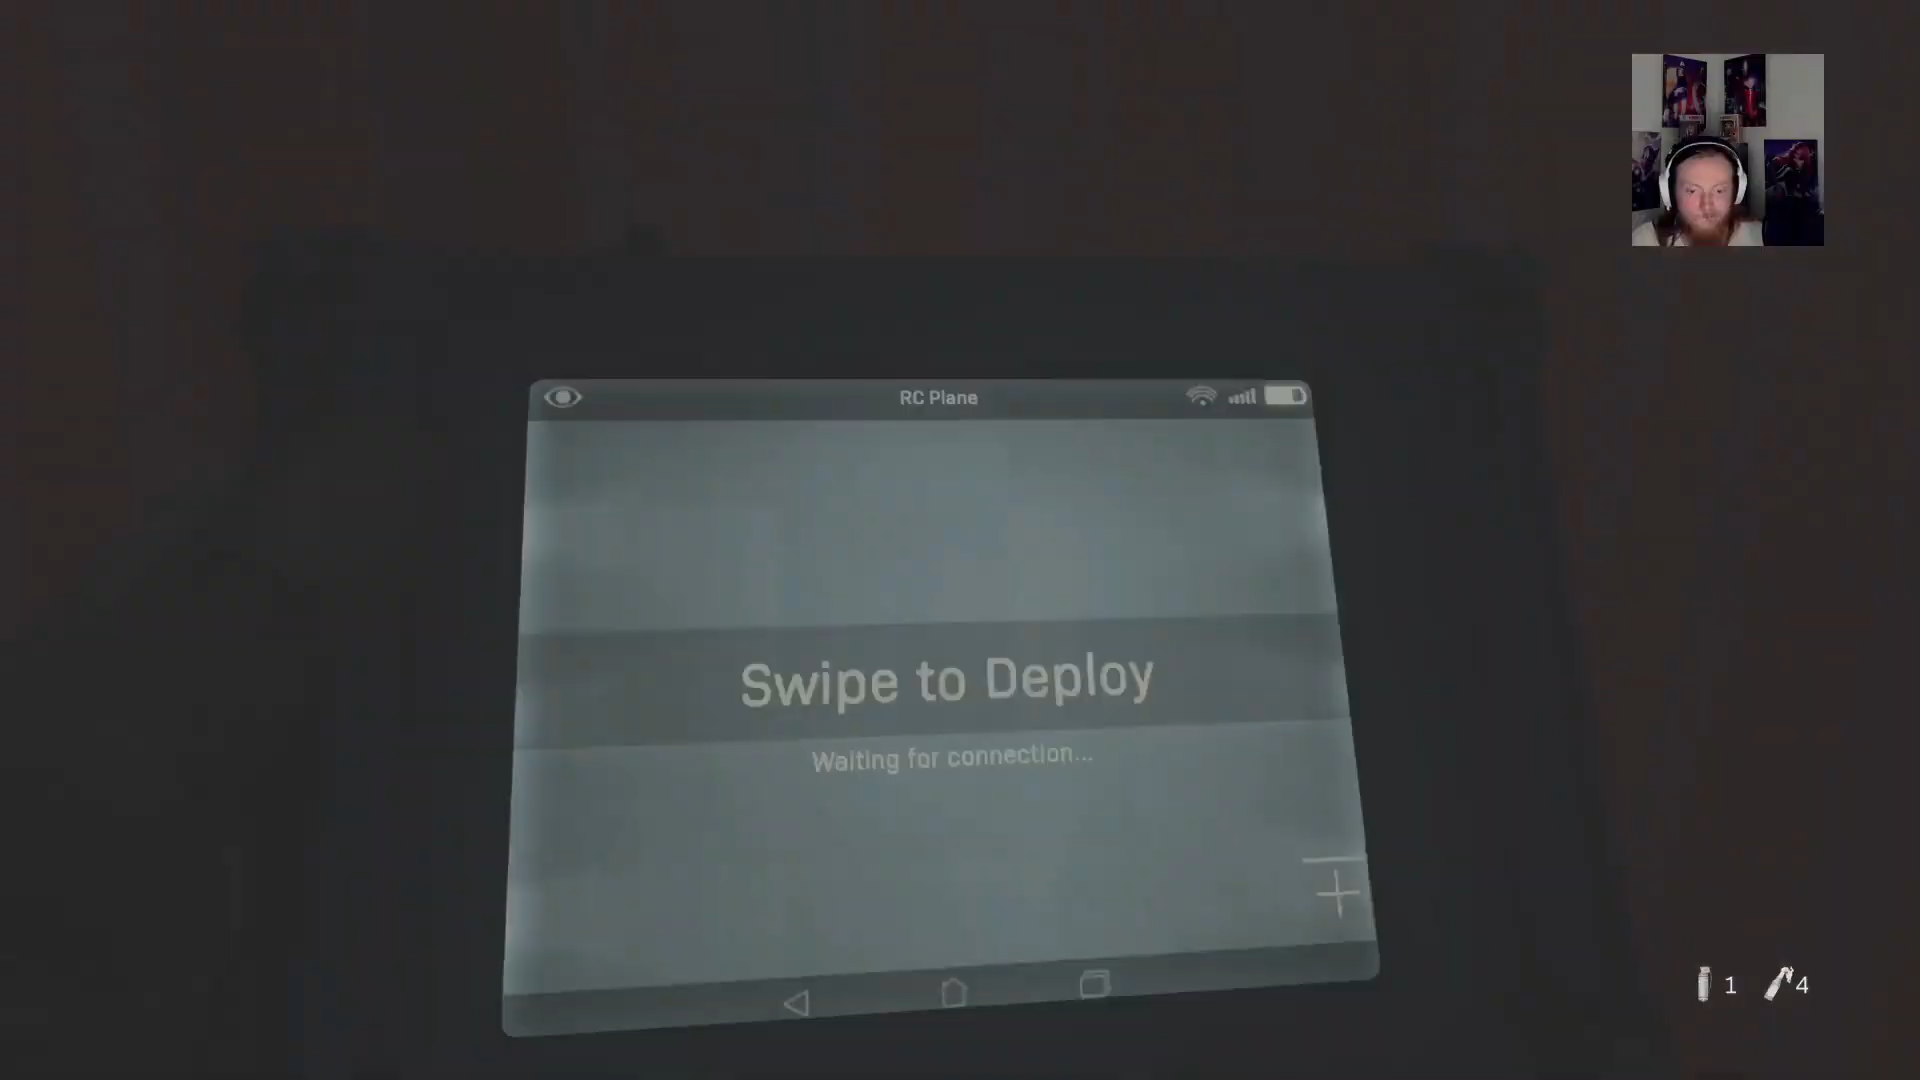 RC Plane
Swipe to Deploy
Waiting for connection...
1
4